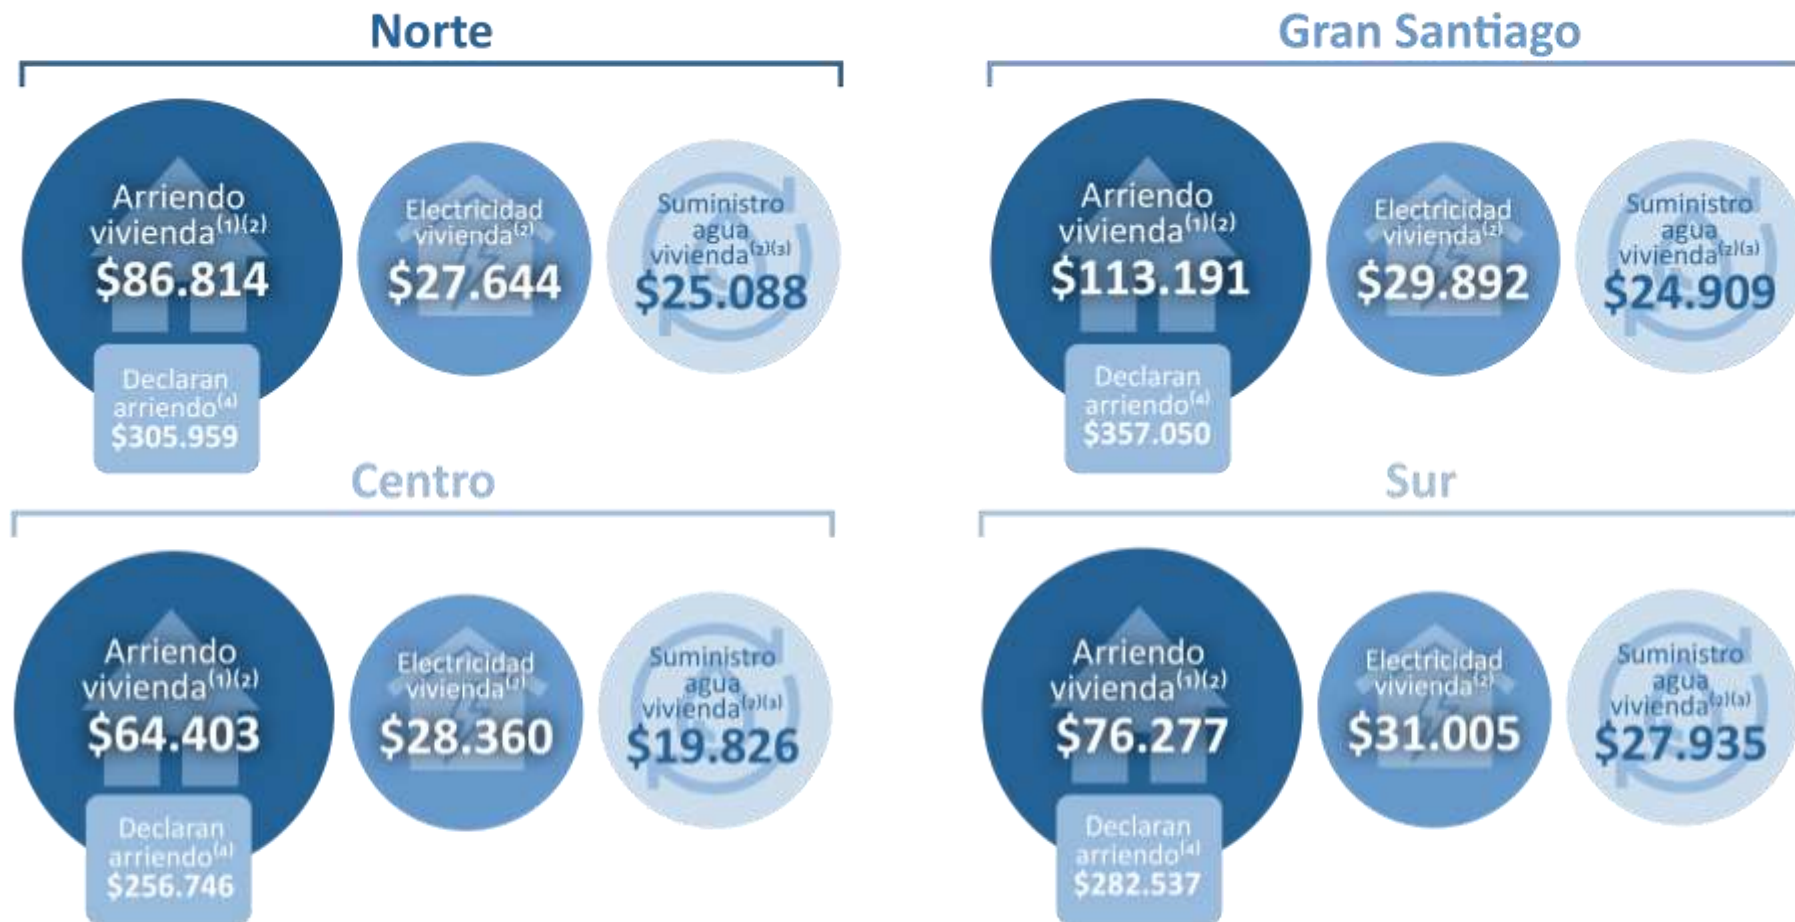 Norte
Arriendo
vivienda⁽¹⁾⁽²⁾
$86.814
Declaran
arriendo⁽⁴⁾
$305.959
Electricidad
vivienda⁽²⁾
$27.644
Suministro
agua
vivienda⁽²⁾⁽³⁾
$25.088
Gran Santiago
Arriendo
vivienda⁽¹⁾⁽²⁾
$113.191
Declaran
arriendo⁽⁴⁾
$357.050
Electricidad
vivienda⁽²⁾
$29.892
Suministro
agua
vivienda⁽²⁾⁽³⁾
$24.909
Centro
Arriendo
vivienda⁽¹⁾⁽²⁾
$64.403
Declaran
arriendo⁽⁴⁾
$256.746
Electricidad
vivienda⁽²⁾
$28.360
Suministro
agua
vivienda⁽²⁾⁽³⁾
$19.826
Sur
Arriendo
vivienda⁽¹⁾⁽²⁾
$76.277
Declaran
arriendo⁽⁴⁾
$282.537
Electricidad
vivienda⁽²⁾
$31.005
Suministro
agua
vivienda⁽²⁾⁽³⁾
$27.935